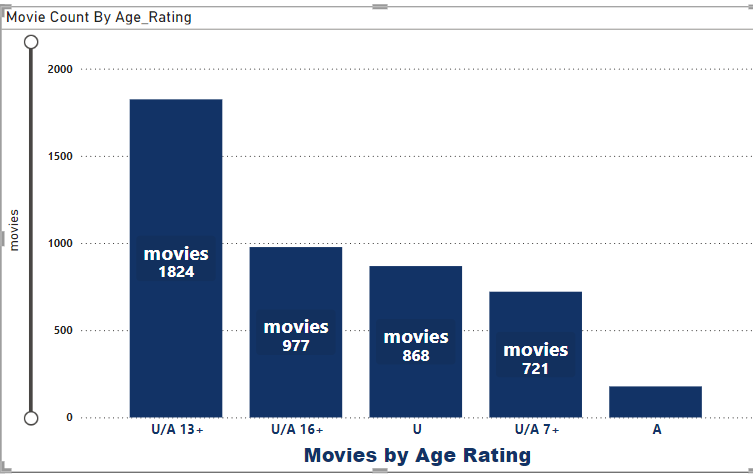 Movie Count By Age_Rating
movies
2000
1500
1000
500
0
movies
1824
movies
977
movies
868
movies
721
U/A 13+ U/A 16+ U U/A 7+ A
Movies by Age Rating